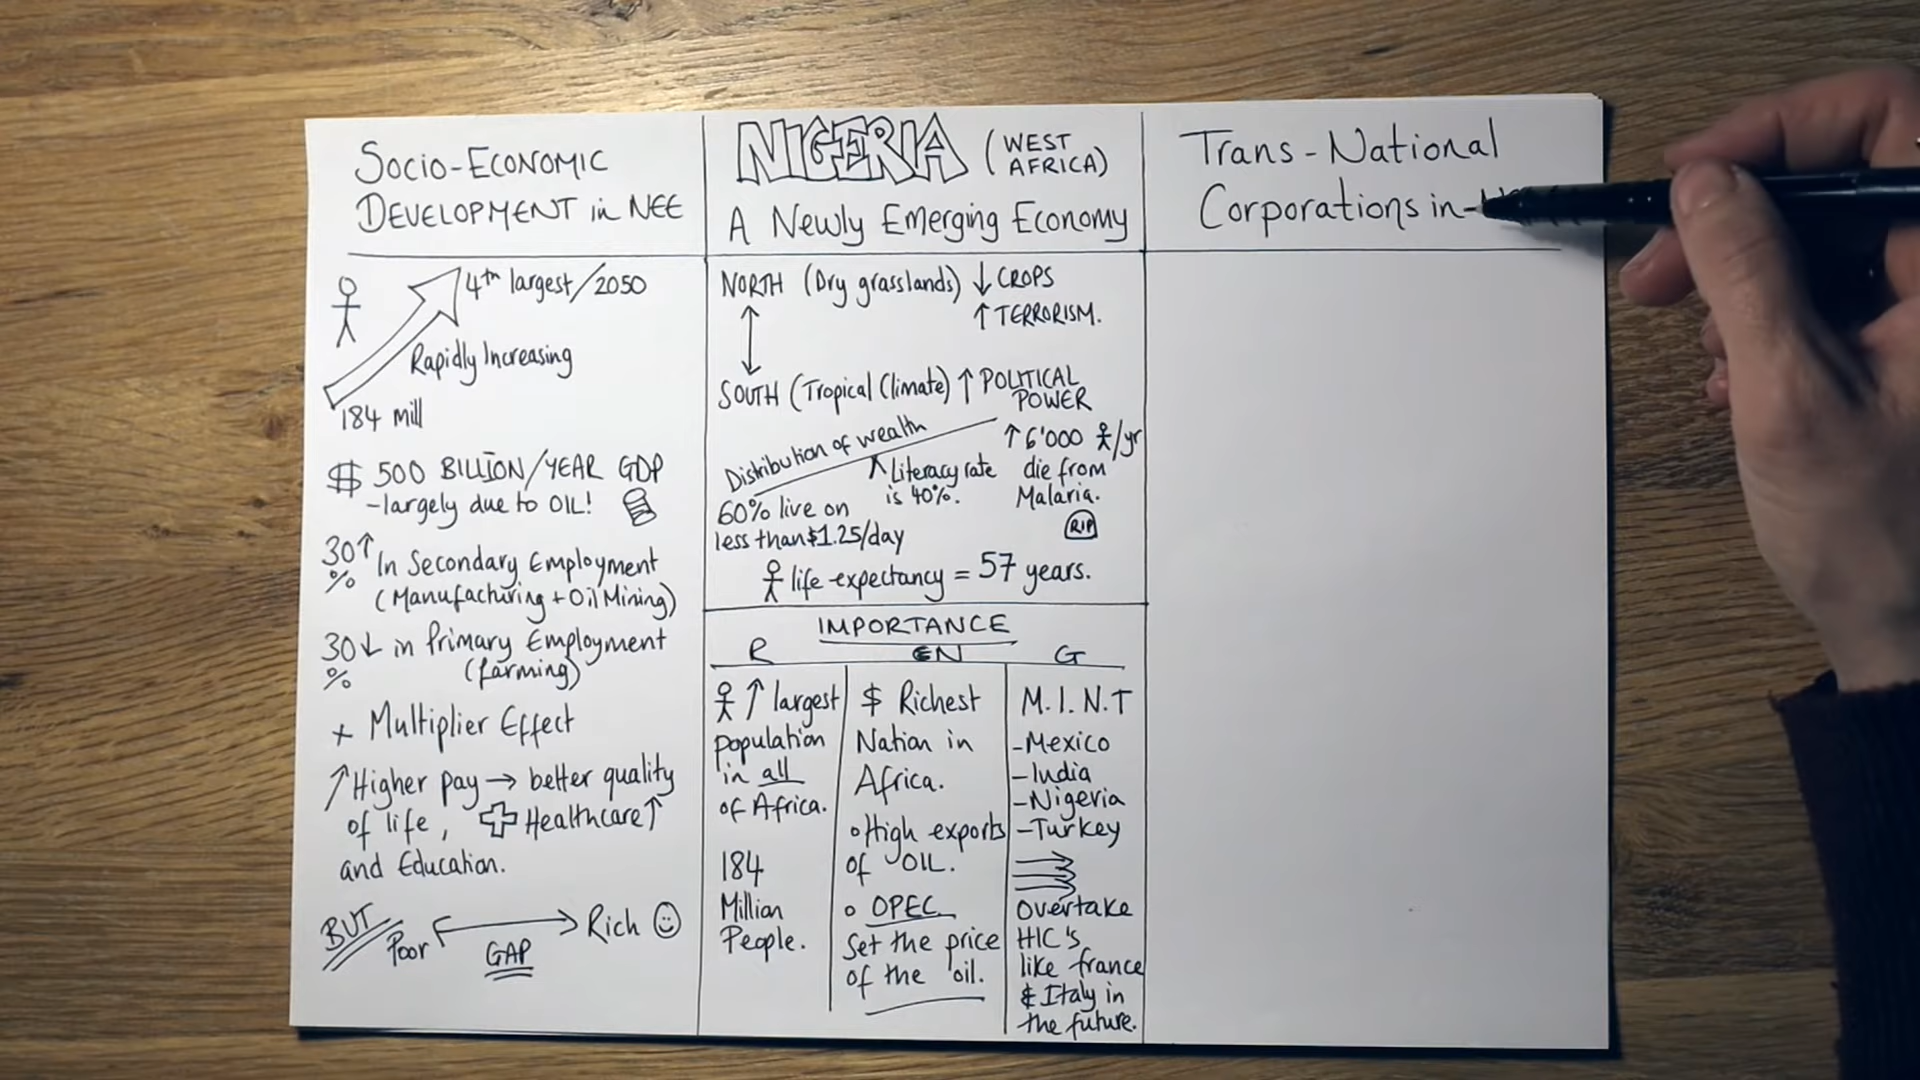 SOCIO-ECONOMIC
DEVELOPMENT in NEE
4th largest/2050
Rapidly Increasing
184 mill
$ 500 BILLION/YEAR GDP
-largely due to OIL!
30%↑ In Secondary Employment
(Manufacturing + Oil Mining)
30%↓ in Primary Employment
(farming)
× Multiplier Effect
↑Higher pay → better quality
of life, Healthcare↑
and Education.
BUT Poor Rich
GAP
NIGERIA (WEST
AFRICA)
A Newly Emerging Economy
NORTH (Dry grasslands) ↓ CROPS
↑ TERRORISM.
SOUTH (Tropical Climate) ↑ POLITICAL
POWER
Distribution of wealth
60% live on
less than $1.25/day
Literacy rate
is 40%.
↑ 6'000 /yr
die from
Malaria.
RIP
life expectancy = 57 years.
IMPORTANCE
R
↑ largest
population
in all
of Africa.
184
Million
People.
N
$ Richest
Nation in
Africa.
• High exports
of OIL.
• OPEC
Set the price
of the oil.
G
M.I.N.T
-Mexico
-India
-Nigeria
-Turkey
overtake
HIC's
like france
& Italy in
the future.
Trans-National
Corporations in